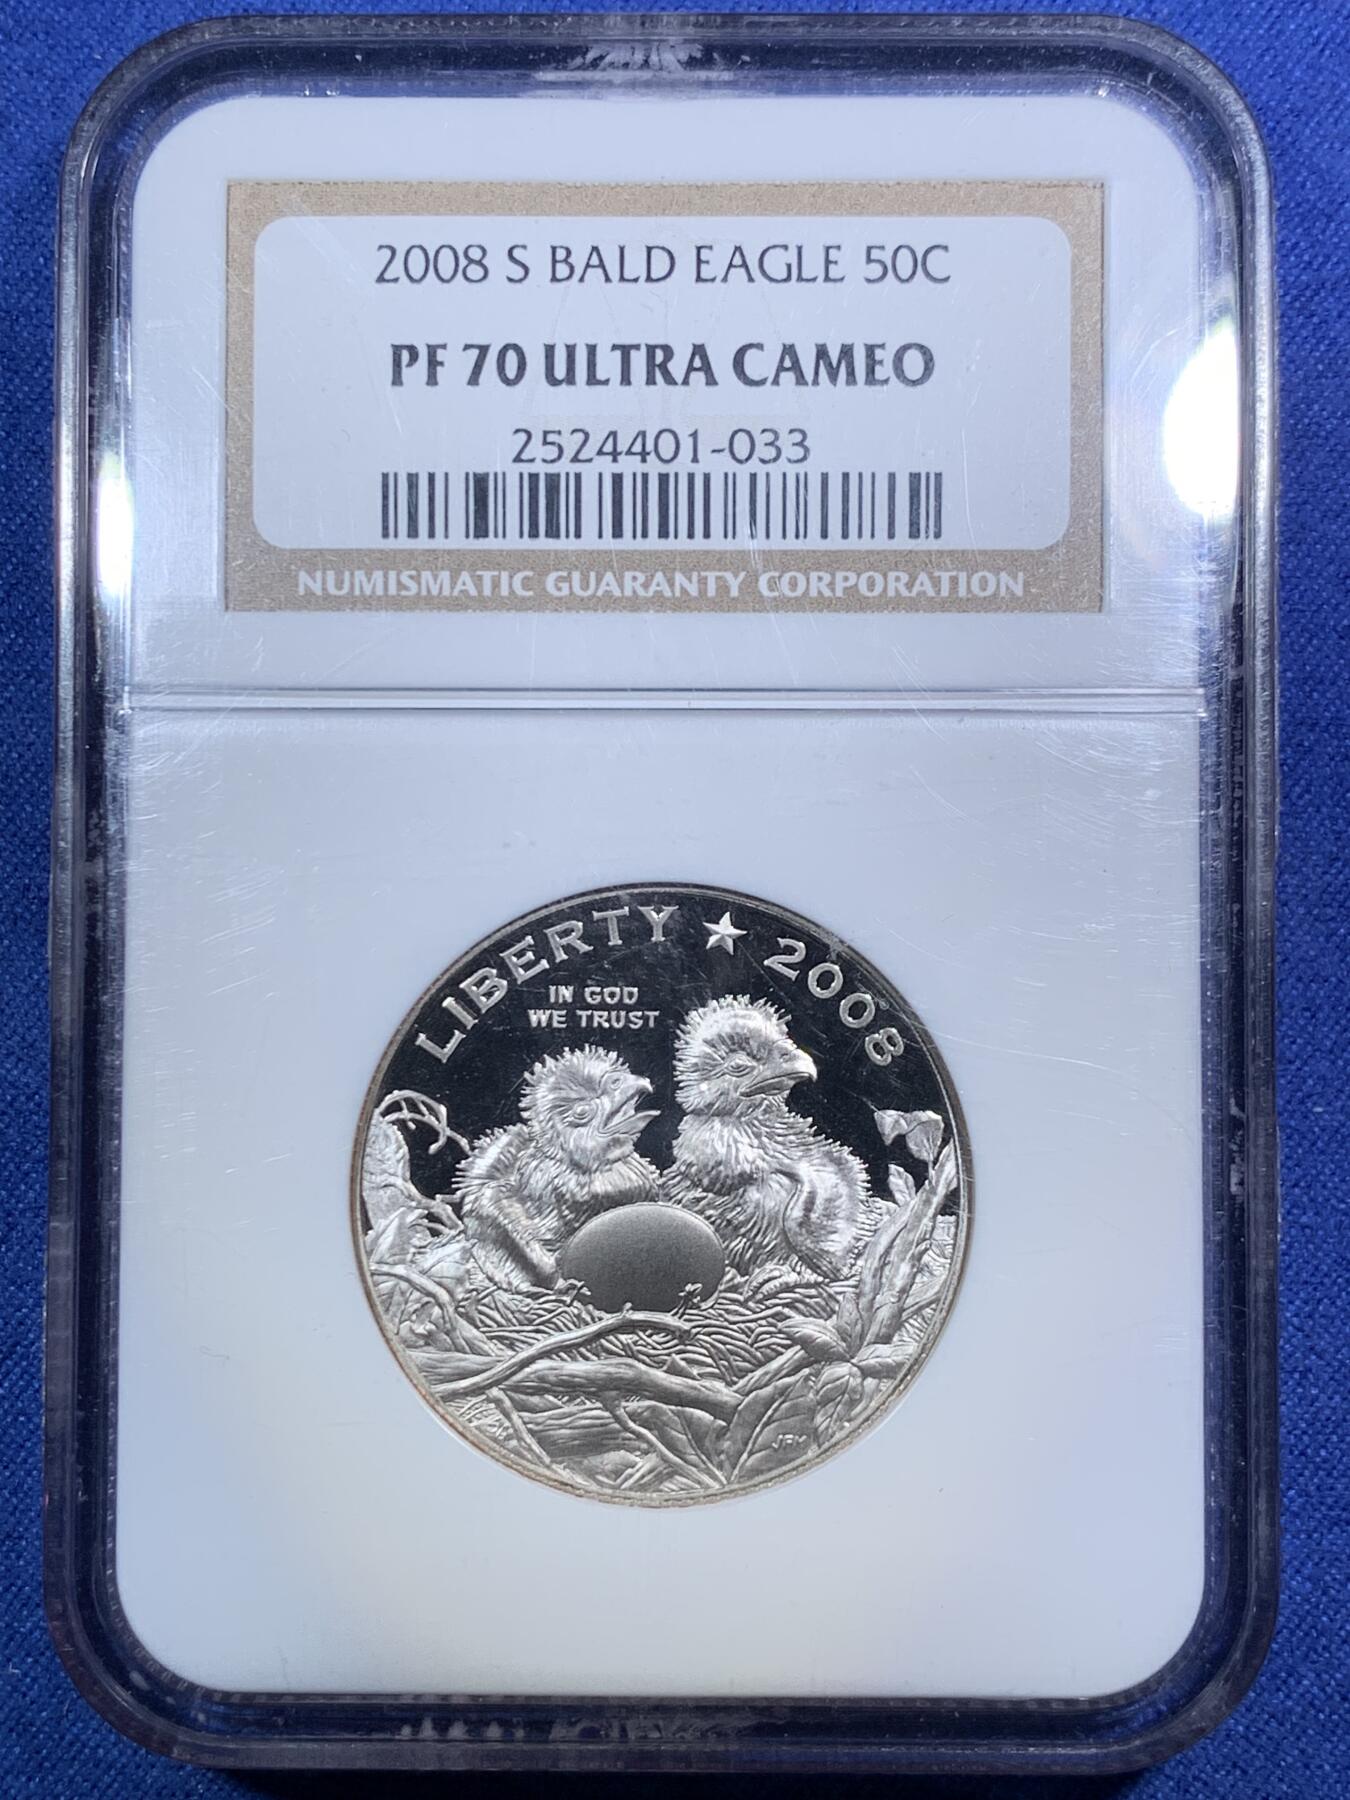 2008 S BALD EAGLE 50C
PF 70 ULTRA CAMEO
2524401-033
NUMISMATIC GUARANTY CORPORATION
LIBERTY ★ 2008
IN GOD
WE TRUST
JFM